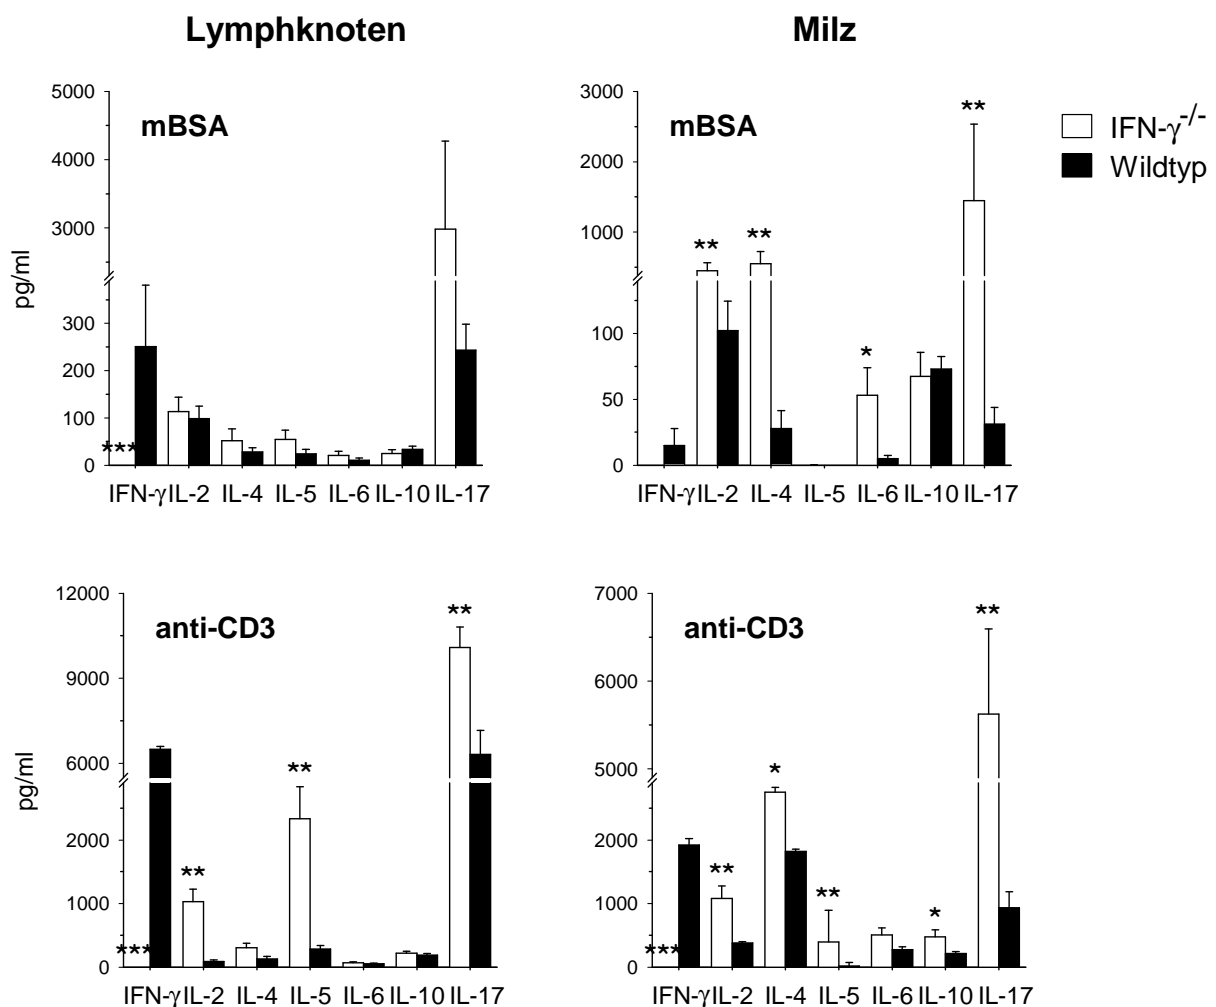 Lymphknoten
Milz
mBSA
pg/ml
5000
4000
3000
300
200
100
0
***
IFN-γ IL-2 IL-4 IL-5 IL-6 IL-10 IL-17
mBSA
3000
2000
1000
100
50
0
**
**
*
**
IFN-γ IL-2 IL-4 IL-5 IL-6 IL-10 IL-17
IFN-γ-/-
Wildtyp
anti-CD3
pg/ml
12000
9000
6000
2000
1000
0
***
**
**
**
IFN-γ IL-2 IL-4 IL-5 IL-6 IL-10 IL-17
anti-CD3
7000
6000
5000
2000
1000
0
***
**
*
**
*
**
IFN-γ IL-2 IL-4 IL-5 IL-6 IL-10 IL-17